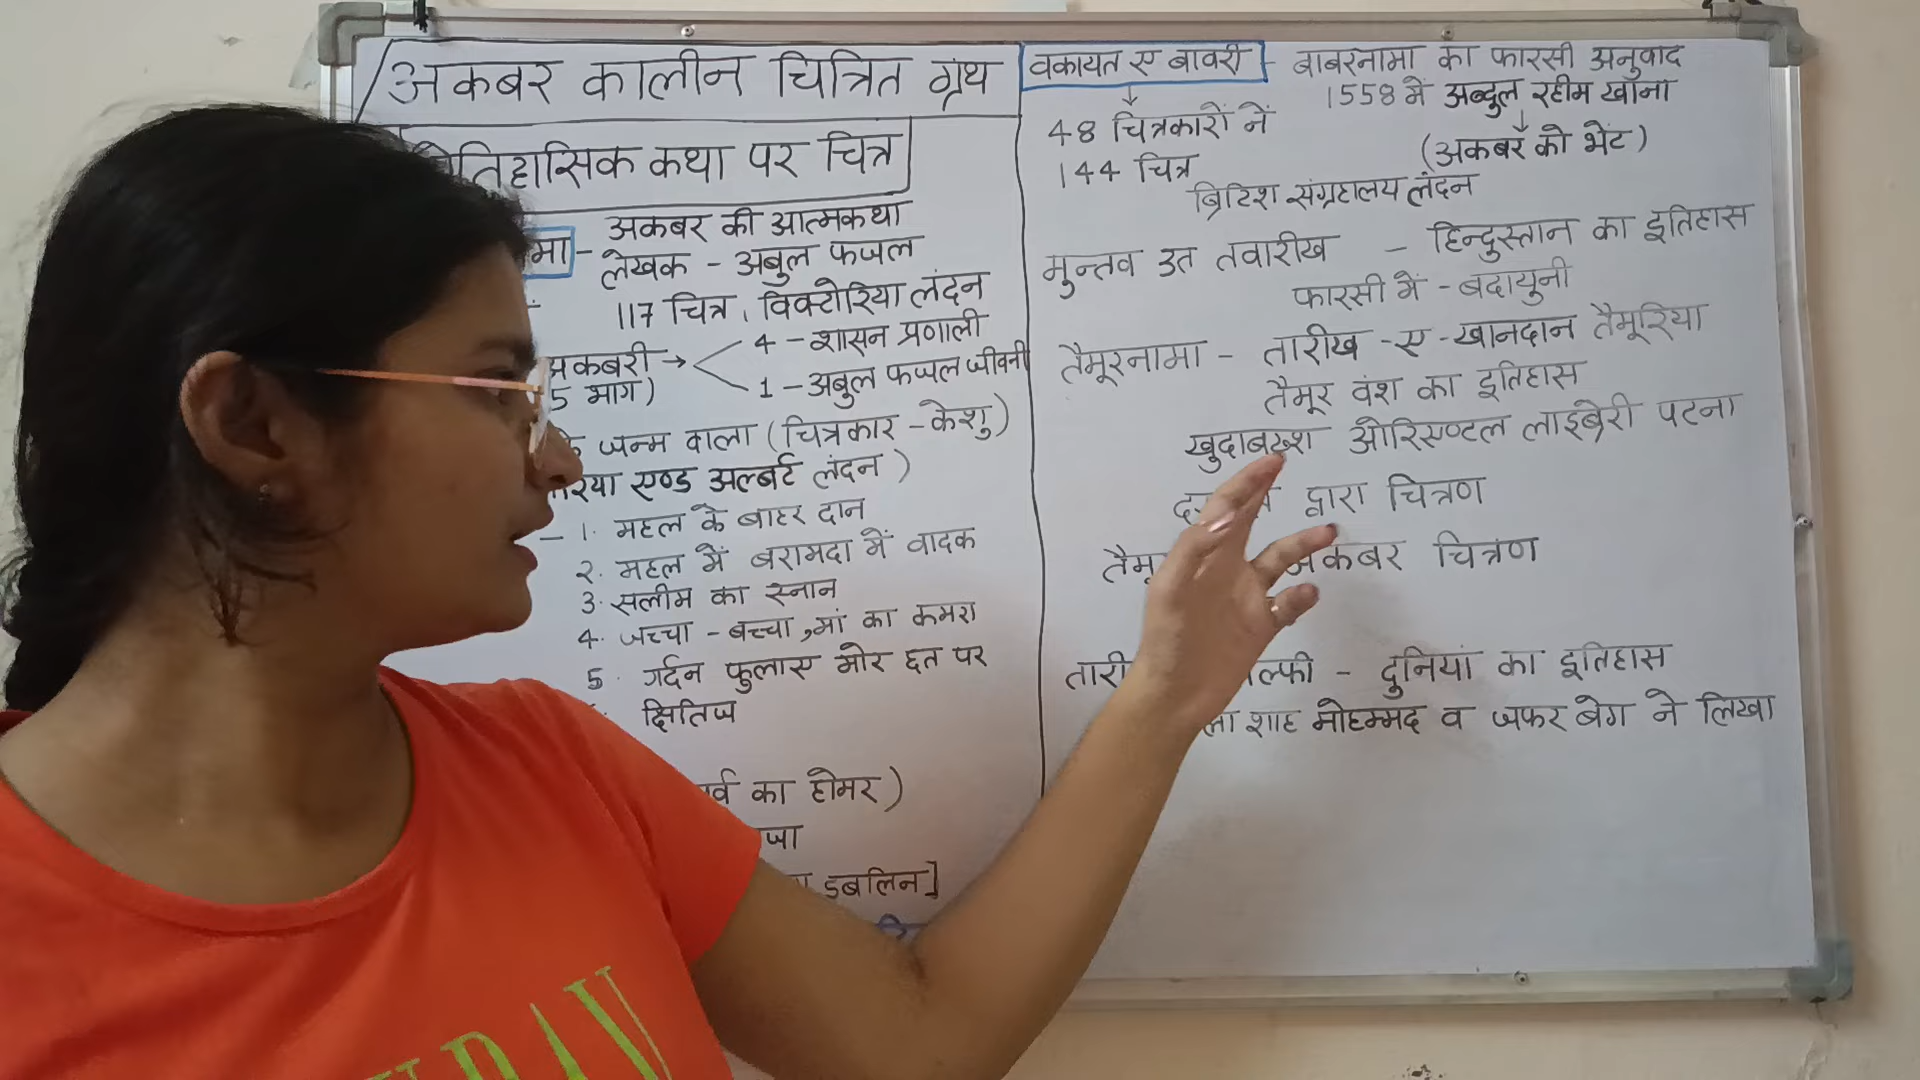 अकबर कालीन चित्रित ग्रंथ
कथा पर चित्र
अकबर की आत्मकथा
लेखक - अबुल फजल
117 चित्र, विक्टोरिया लंदन
4 - शासन प्रणाली
अकबरी →
5 भाग)
1 - अबुल फजल जीवनी
के जन्म वाला (चित्रकार - केशु)
एण्ड अल्बर्ट लंदन)
1. महल के बाहर दान
2. महल में बरामदा में वादक
3. सलीम का स्नान
4. जच्चा - बच्चा, मां का कमरा
5. गर्दन फुलाए मोर छत पर
क्षितिज
का होमर)
डबलिन]
वकायत ए बावरी - बाबरनामा का फारसी अनुवाद
1558 में अब्दुल रहीम खाना
(अकबर को भेंट)
48 चित्रकारों नें
144 चित्र
ब्रिटिश संग्रहालय लंदन
मुन्तव उत तवारीख - हिन्दुस्तान का इतिहास
फारसी में - बदायुनी
तैमूरनामा - तारीख -ए -खानदान तैमूरिया
तैमूर वंश का इतिहास
खुदाबख्श ओरिएण्टल लाइब्रेरी पटना
द्वारा चित्रण
अकबर चित्रण
दुनियां का इतिहास
शाह मोहम्मद व जफर बेग ने लिखा